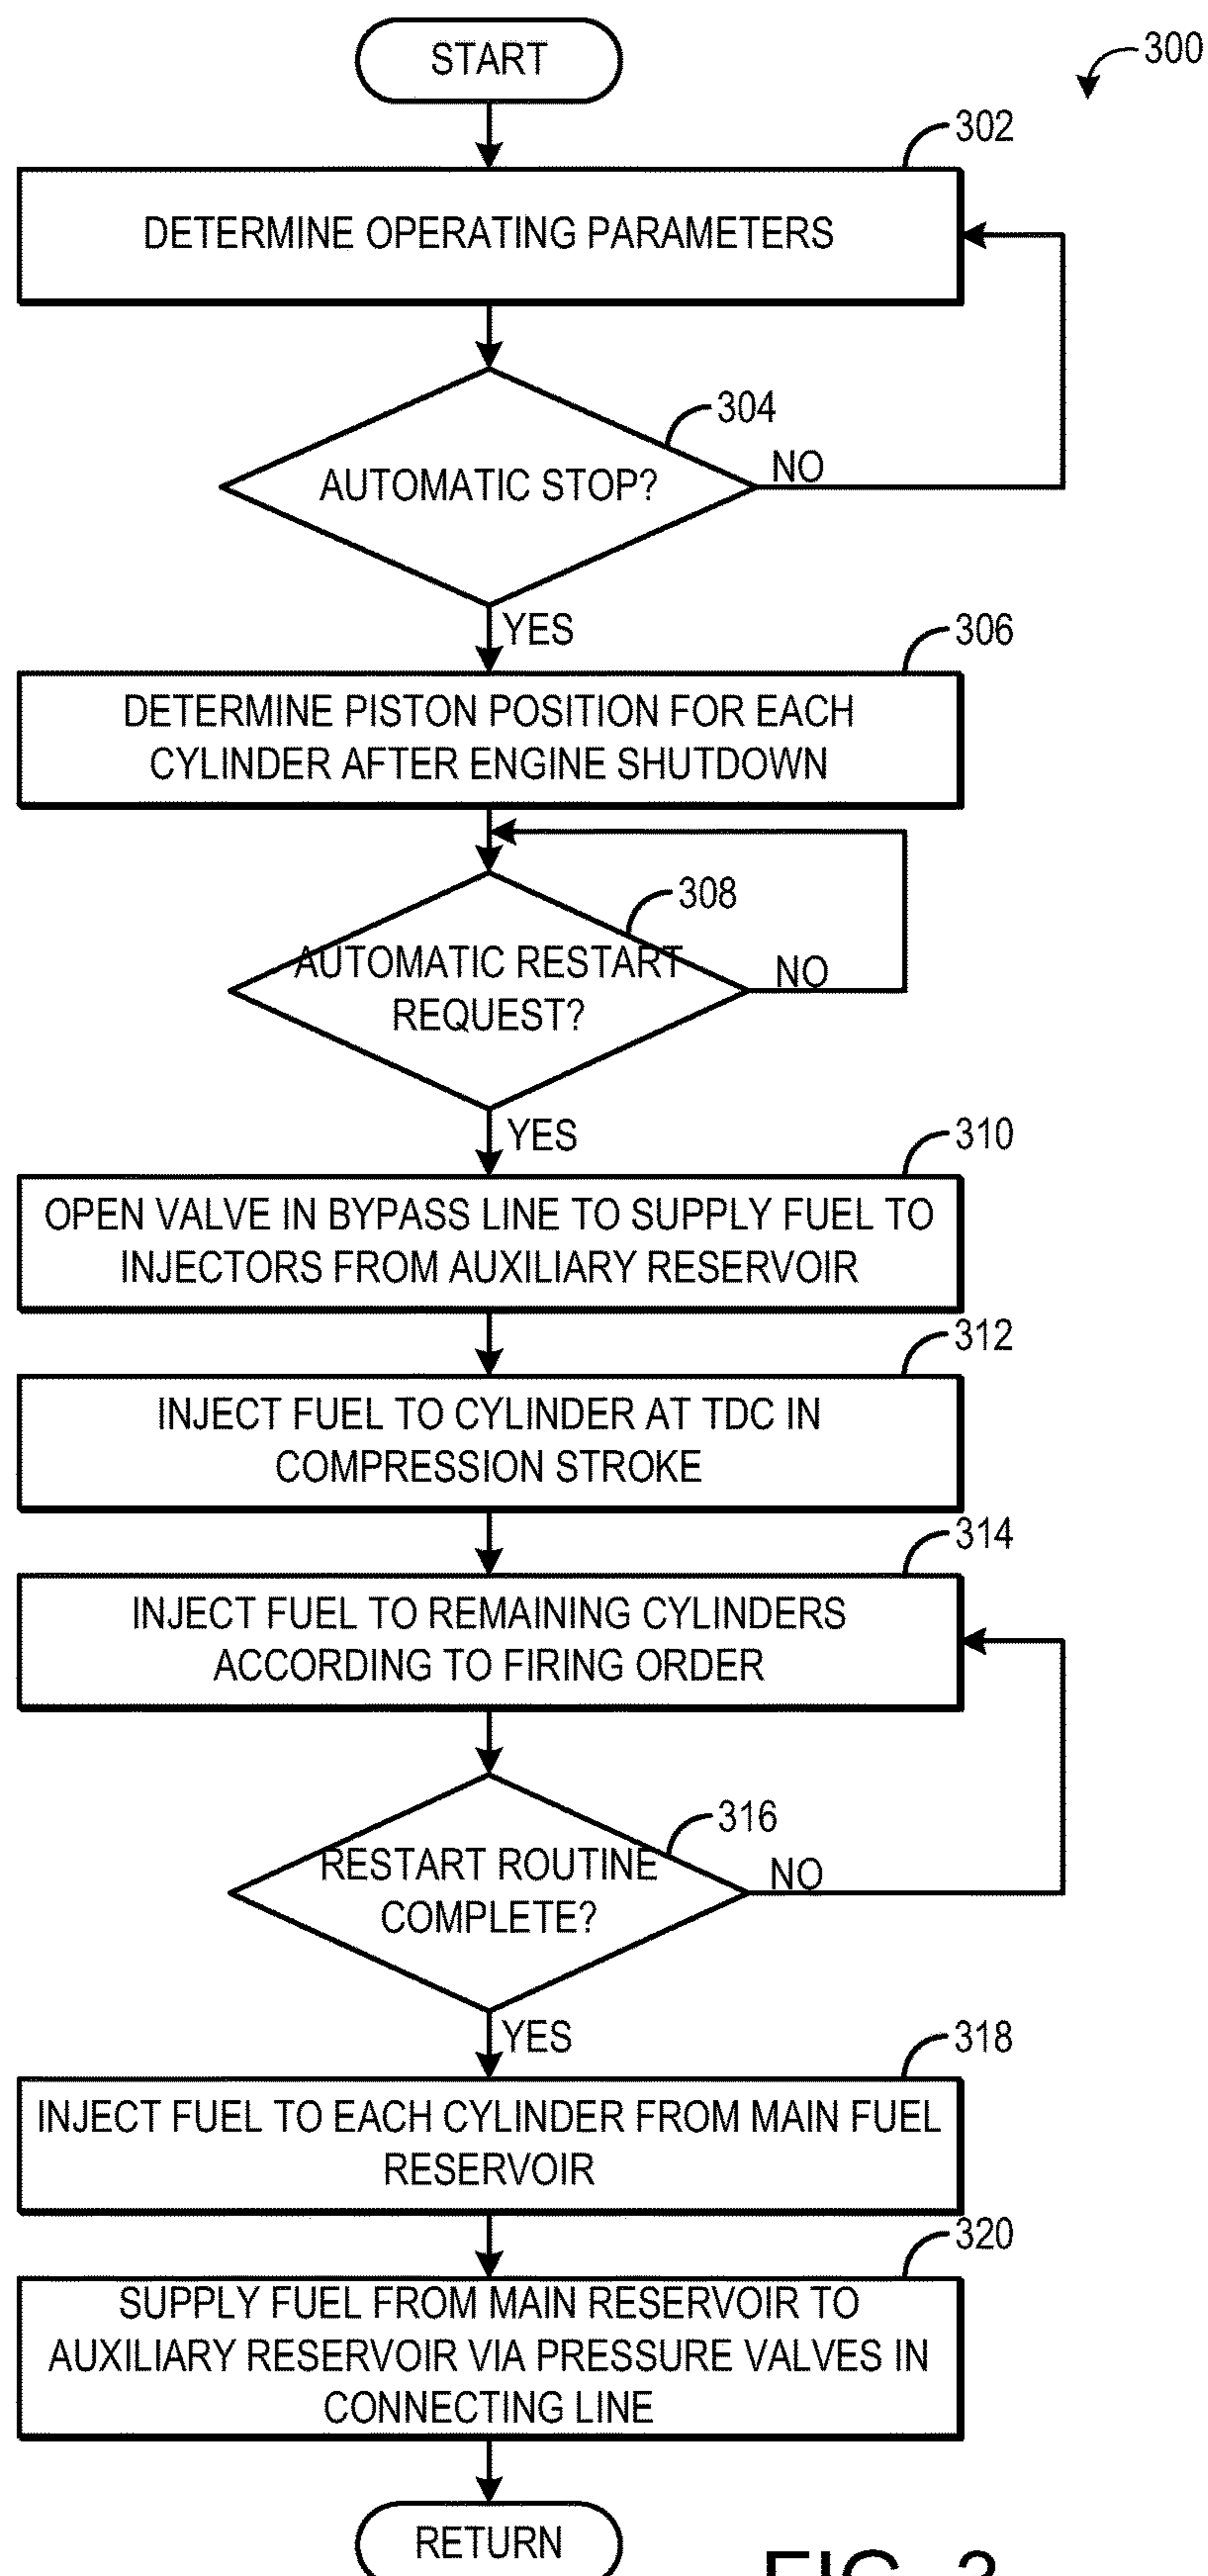 START
300
302
DETERMINE OPERATING PARAMETERS
304
AUTOMATIC STOP?
NO
YES
306
DETERMINE PISTON POSITION FOR EACH
CYLINDER AFTER ENGINE SHUTDOWN
308
AUTOMATIC RESTART
REQUEST?
NO
YES
310
OPEN VALVE IN BYPASS LINE TO SUPPLY FUEL TO
INJECTORS FROM AUXILIARY RESERVOIR
312
INJECT FUEL TO CYLINDER AT TDC IN
COMPRESSION STROKE
314
INJECT FUEL TO REMAINING CYLINDERS
ACCORDING TO FIRING ORDER
316
RESTART ROUTINE
COMPLETE?
NO
YES
318
INJECT FUEL TO EACH CYLINDER FROM MAIN FUEL
RESERVOIR
320
SUPPLY FUEL FROM MAIN RESERVOIR TO
AUXILIARY RESERVOIR VIA PRESSURE VALVES IN
CONNECTING LINE
RETURN
FIG.